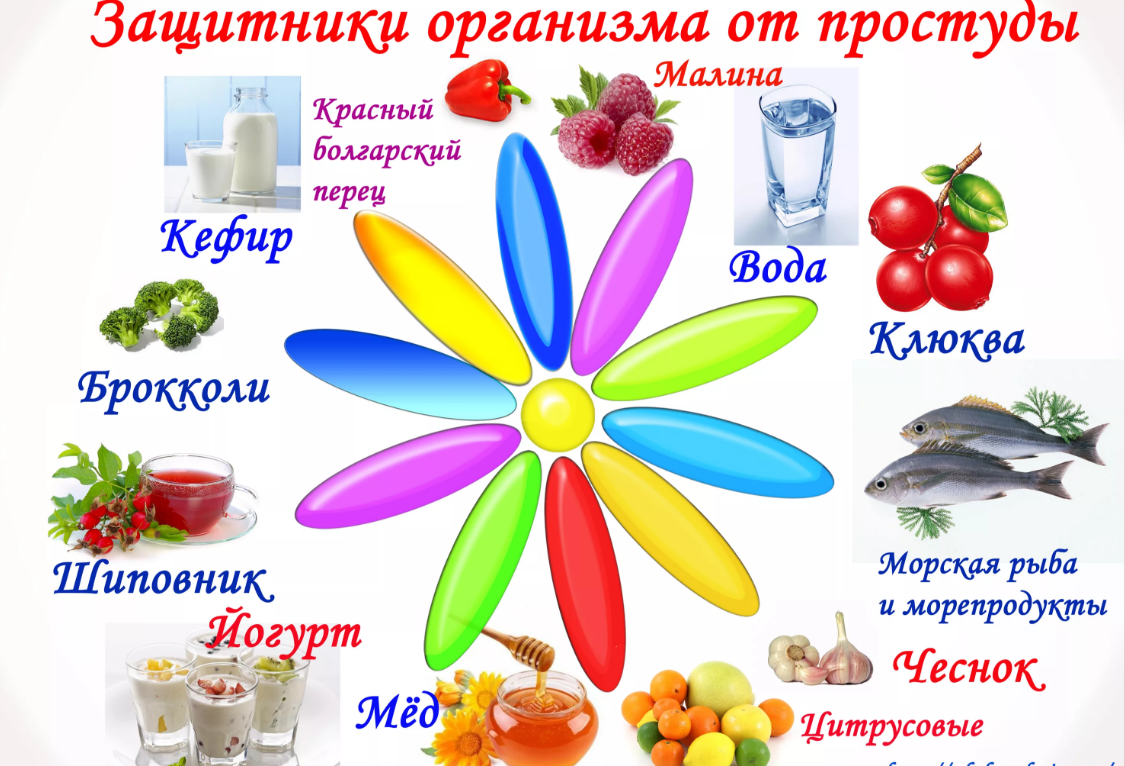 Защитники организма от простуды
Малина
Красный
болгарский
перец
Кефир
Вода
Клюква
Брокколи
Шиповник
Морская рыба
и морепродукты
Йогурт
Чеснок
Мёд
Цитрусовые